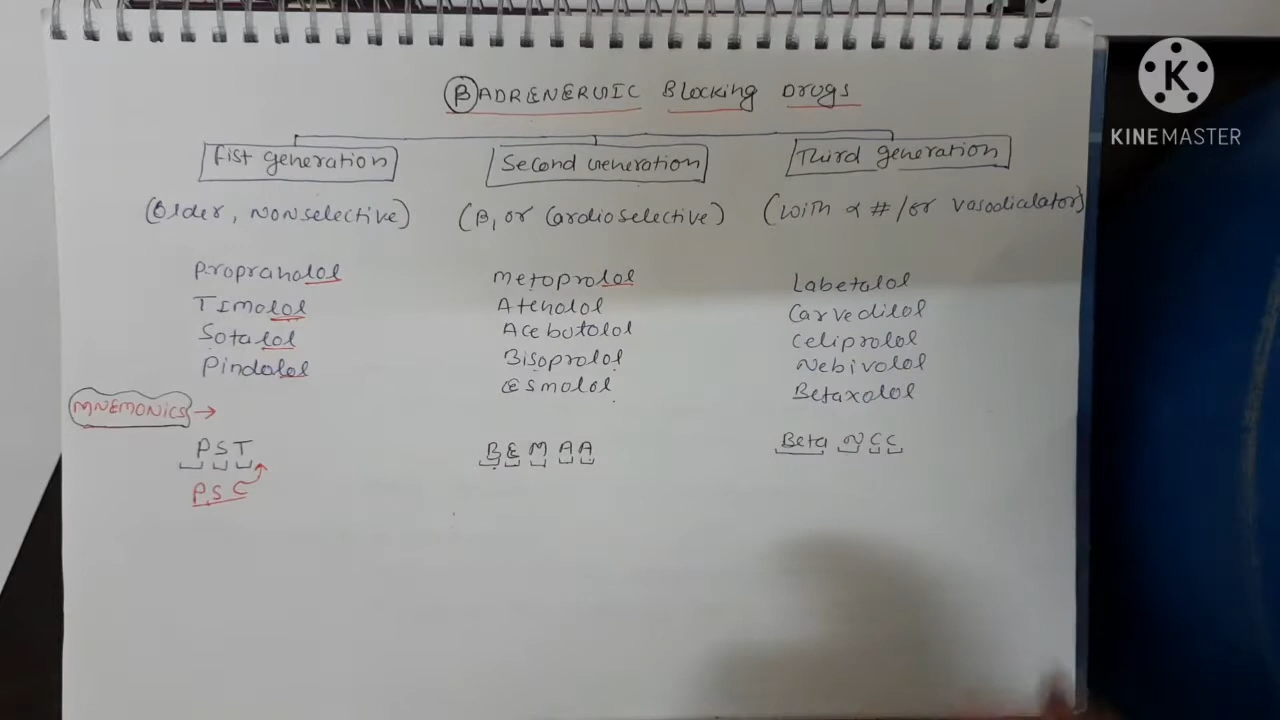 β ADRENERGIC Blocking Drugs
Fist generation
(Older, NONselective)
Propranolol
TImolol
Sotalol
Pindolol
MNEMONICS →
PST
PSC
Second Generation
(β1 or Cardioselective)
Metoprolol
Atenolol
Acebutolol
Bisoprolol
Esmolol
BEMAA
Third generation
(with α #/or vasodiculator)
Labetalol
Carvedilol
Celiprolol
Nebivolol
Betaxolol
Beta N C C
KINEMASTER